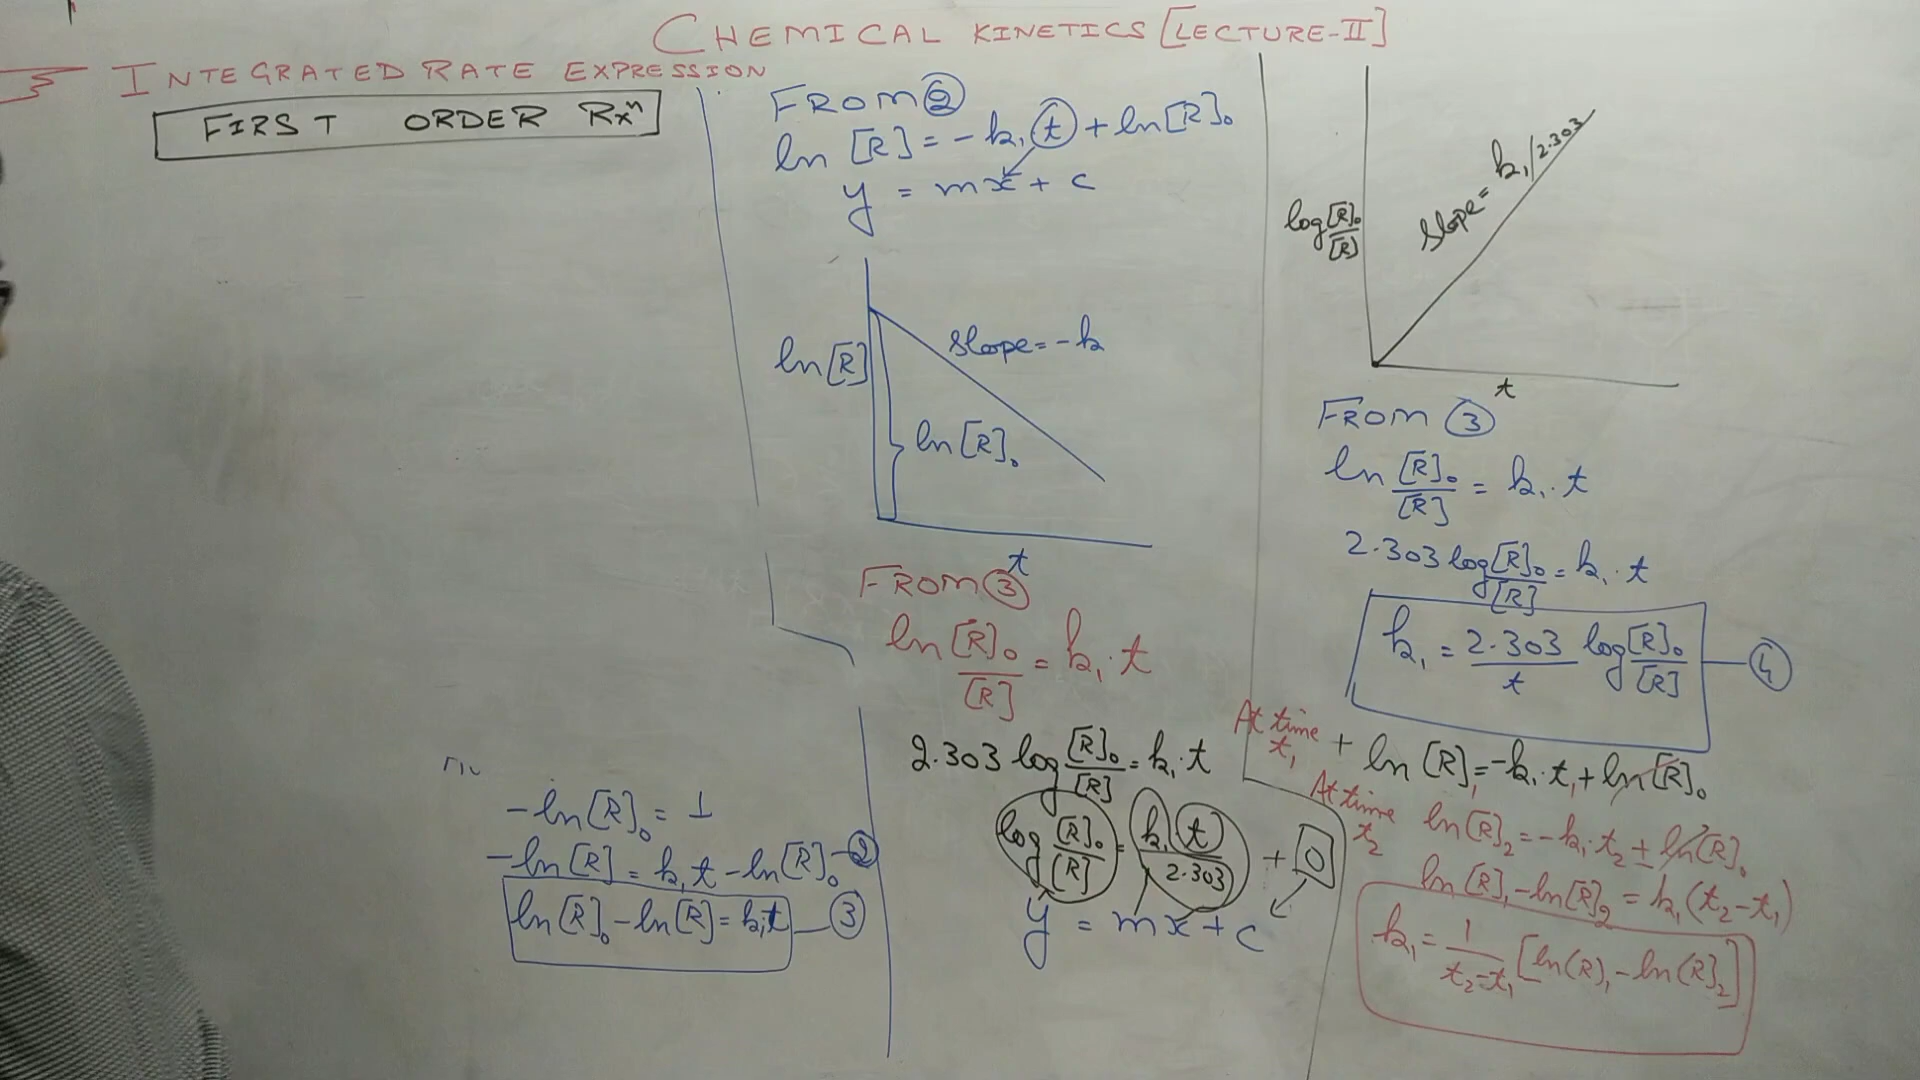 CHEMICAL KINETICS [LECTURE-II]
INTEGRATED RATE EXPRESSION
FIRST ORDER Rxⁿ
-ln[R]₀ = I
-ln[R] = k₁t - ln[R]₀ - ②
ln[R]₀ - ln[R] = k₁t - ③
FROM ②
ln [R] = -k₁ t + ln[R]₀
y = mx + c
ln[R]
slope = -k
ln[R]₀
t
FROM ③
ln [R]₀/[R] = k₁·t
2.303 log [R]₀/[R] = k₁·t
log [R]₀/[R] = k₁ t/2.303 + 0
y = mx + c
log [R]₀/[R]
slope = k₁/2.303
t
FROM ③
ln [R]₀/[R] = k₁·t
2.303 log [R]₀/[R] = k₁·t
k₁ = 2.303/t log [R]₀/[R] - ④
At time t₁ + ln [R]₁ = -k₁·t₁ + ln[R]₀
At time t₂ ln [R]₂ = -k₁·t₂ ± ln[R]₀
ln [R]₁ - ln[R]₂ = k₁(t₂ - t₁)
k₁ = 1/t₂-t₁ [ln(R)₁ - ln(R]₂]